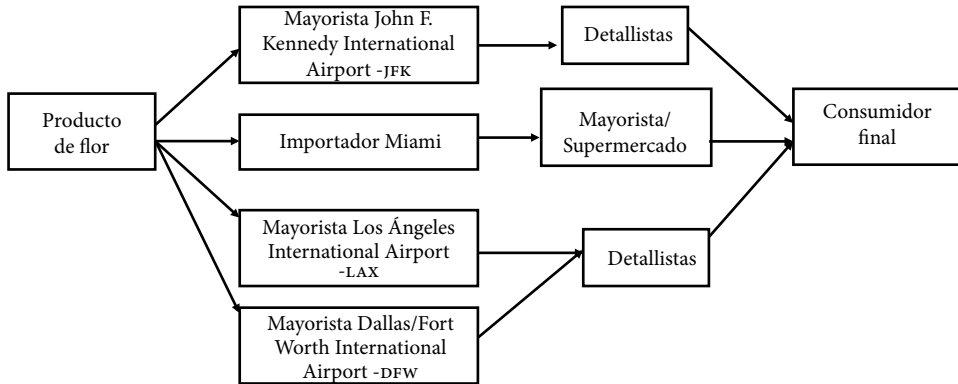 Mayorista John F.
Kennedy International
Airport -JFK
Detallistas
Producto
de flor
Importador Miami
Mayorista/
Supermercado
Consumidor
final
Mayorista Los Ángeles
International Airport
-LAX
Detallistas
Mayorista Dallas/Fort
Worth International
Airport -DFW